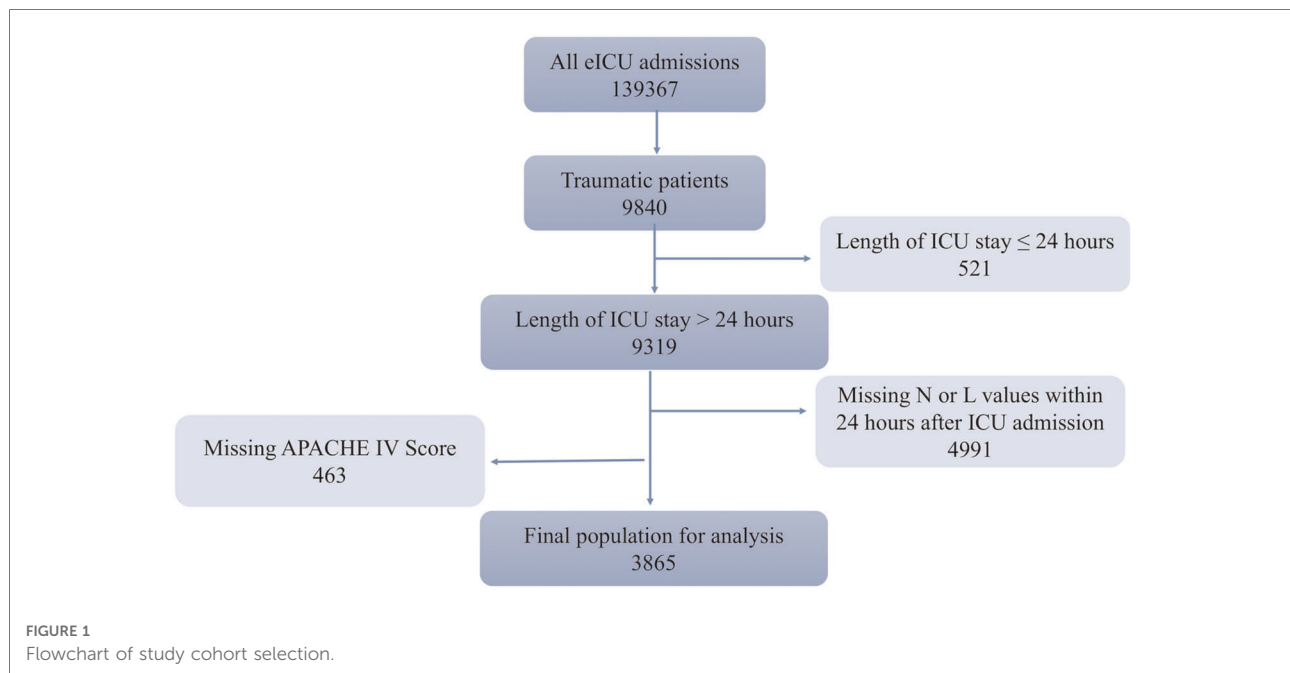 All eICU admissions
139367
Traumatic patients
9840
Length of ICU stay ≤ 24 hours
521
Length of ICU stay > 24 hours
9319
Missing N or L values within
24 hours after ICU admission
4991
Missing APACHE IV Score
463
Final population for analysis
3865
FIGURE 1
Flowchart of study cohort selection.